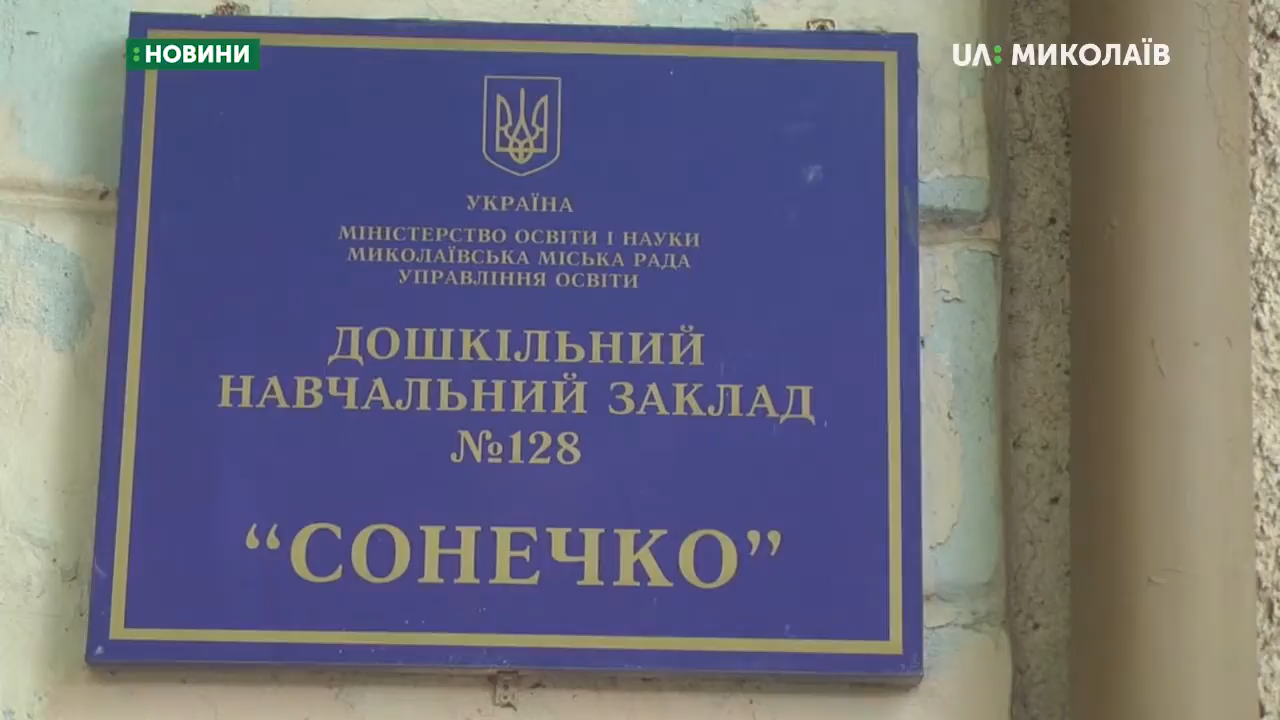 :НОВИНИ
UA: МИКОЛАЇВ
УКРАЇНА
МІНІСТЕРСТВО ОСВІТИ І НАУКИ
МИКОЛАЇВСЬКА МІСЬКА РАДА
УПРАВЛІННЯ ОСВІТИ
ДОШКІЛЬНИЙ
НАВЧАЛЬНИЙ ЗАКЛАД
№128
“СОНЕЧКО”